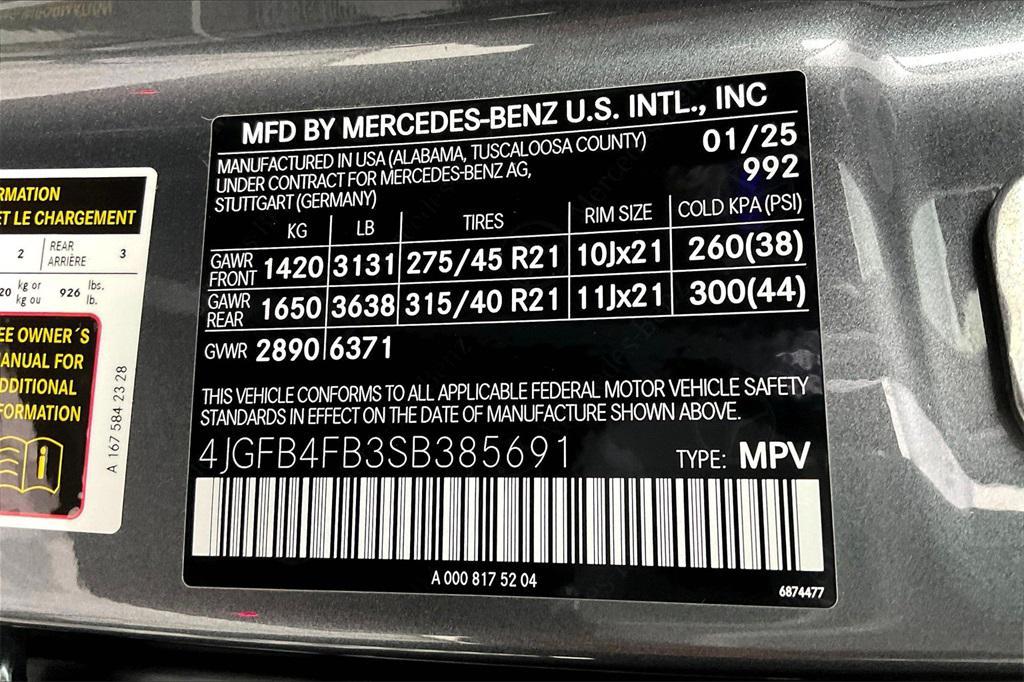 MFD BY MERCEDES-BENZ U.S. INTL., INC
MANUFACTURED IN USA (ALABAMA, TUSCALOOSA COUNTY)
UNDER CONTRACT FOR MERCEDES-BENZ AG,
STUTTGART (GERMANY)
01/25
992
KG LB TIRES RIM SIZE COLD KPA (PSI)
GAWR FRONT 1420 3131 275/45 R21 10Jx21 260(38)
GAWR REAR 1650 3638 315/40 R21 11Jx21 300(44)
GVWR 2890 6371
THIS VEHICLE CONFORMS TO ALL APPLICABLE FEDERAL MOTOR VEHICLE SAFETY
STANDARDS IN EFFECT ON THE DATE OF MANUFACTURE SHOWN ABOVE.
4JGFB4FB3SB385691 TYPE: MPV
A 000 817 52 04
6874477
RMATION
ET LE CHARGEMENT
2 REAR ARRIÈRE 3
20 kg or kg ou 926 lbs. lb.
EE OWNER´S
ANUAL FOR
DDITIONAL
FORMATION
A 167 584 23 28